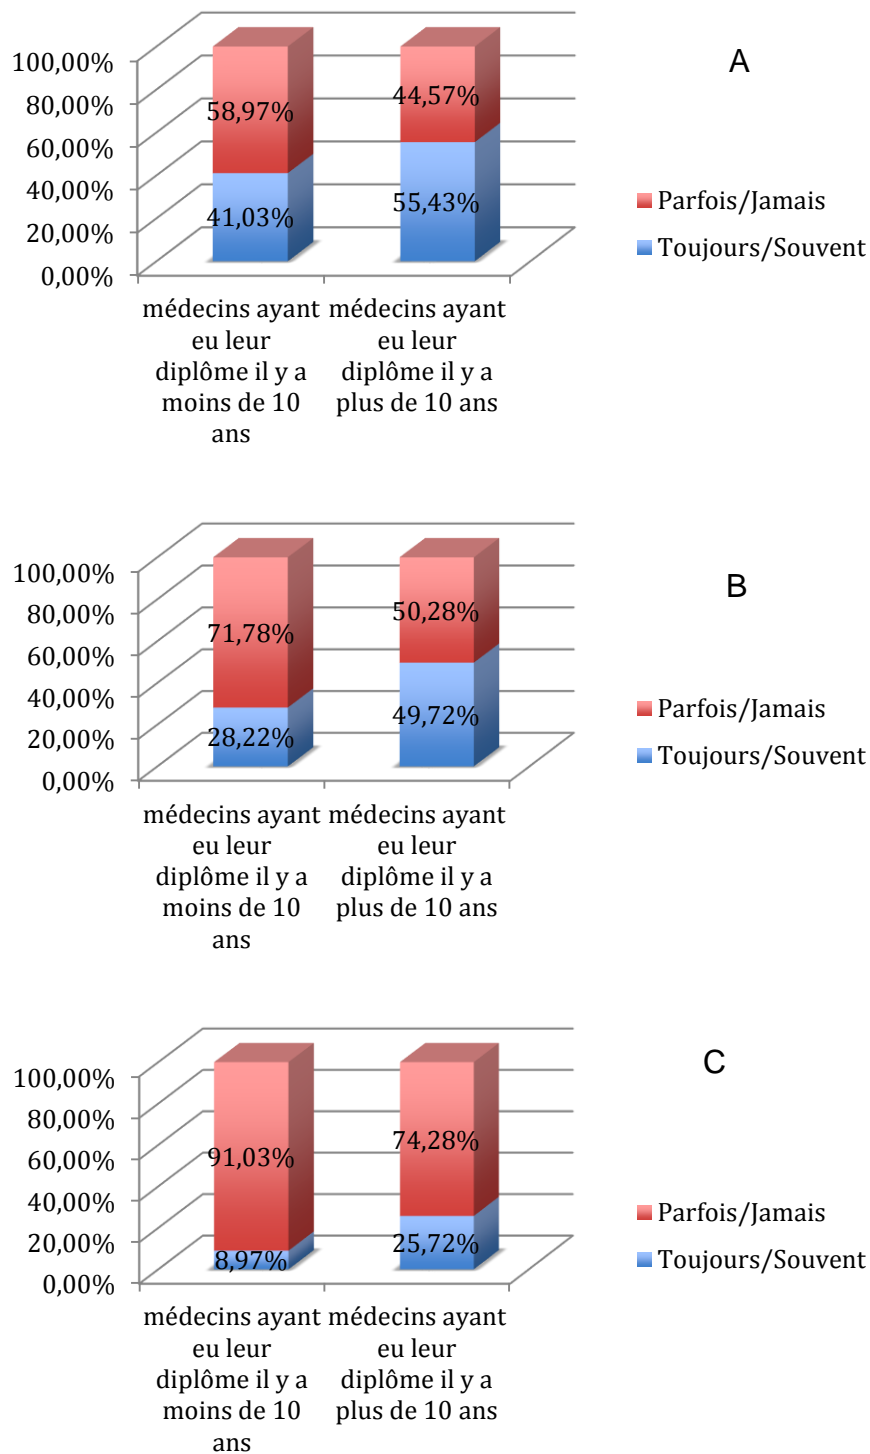 A
100,00%
80,00%
60,00%
40,00%
20,00%
0,00%
58,97%
44,57%
41,03%
55,43%
Parfois/Jamais
Toujours/Souvent
médecins ayant
eu leur
diplôme il y a
moins de 10
ans
médecins ayant
eu leur
diplôme il y a
plus de 10 ans
B
100,00%
80,00%
60,00%
40,00%
20,00%
0,00%
71,78%
50,28%
28,22%
49,72%
Parfois/Jamais
Toujours/Souvent
médecins ayant
eu leur
diplôme il y a
moins de 10
ans
médecins ayant
eu leur
diplôme il y a
plus de 10 ans
C
100,00%
80,00%
60,00%
40,00%
20,00%
0,00%
91,03%
74,28%
8,97%
25,72%
Parfois/Jamais
Toujours/Souvent
médecins ayant
eu leur
diplôme il y a
moins de 10
ans
médecins ayant
eu leur
diplôme il y a
plus de 10 ans